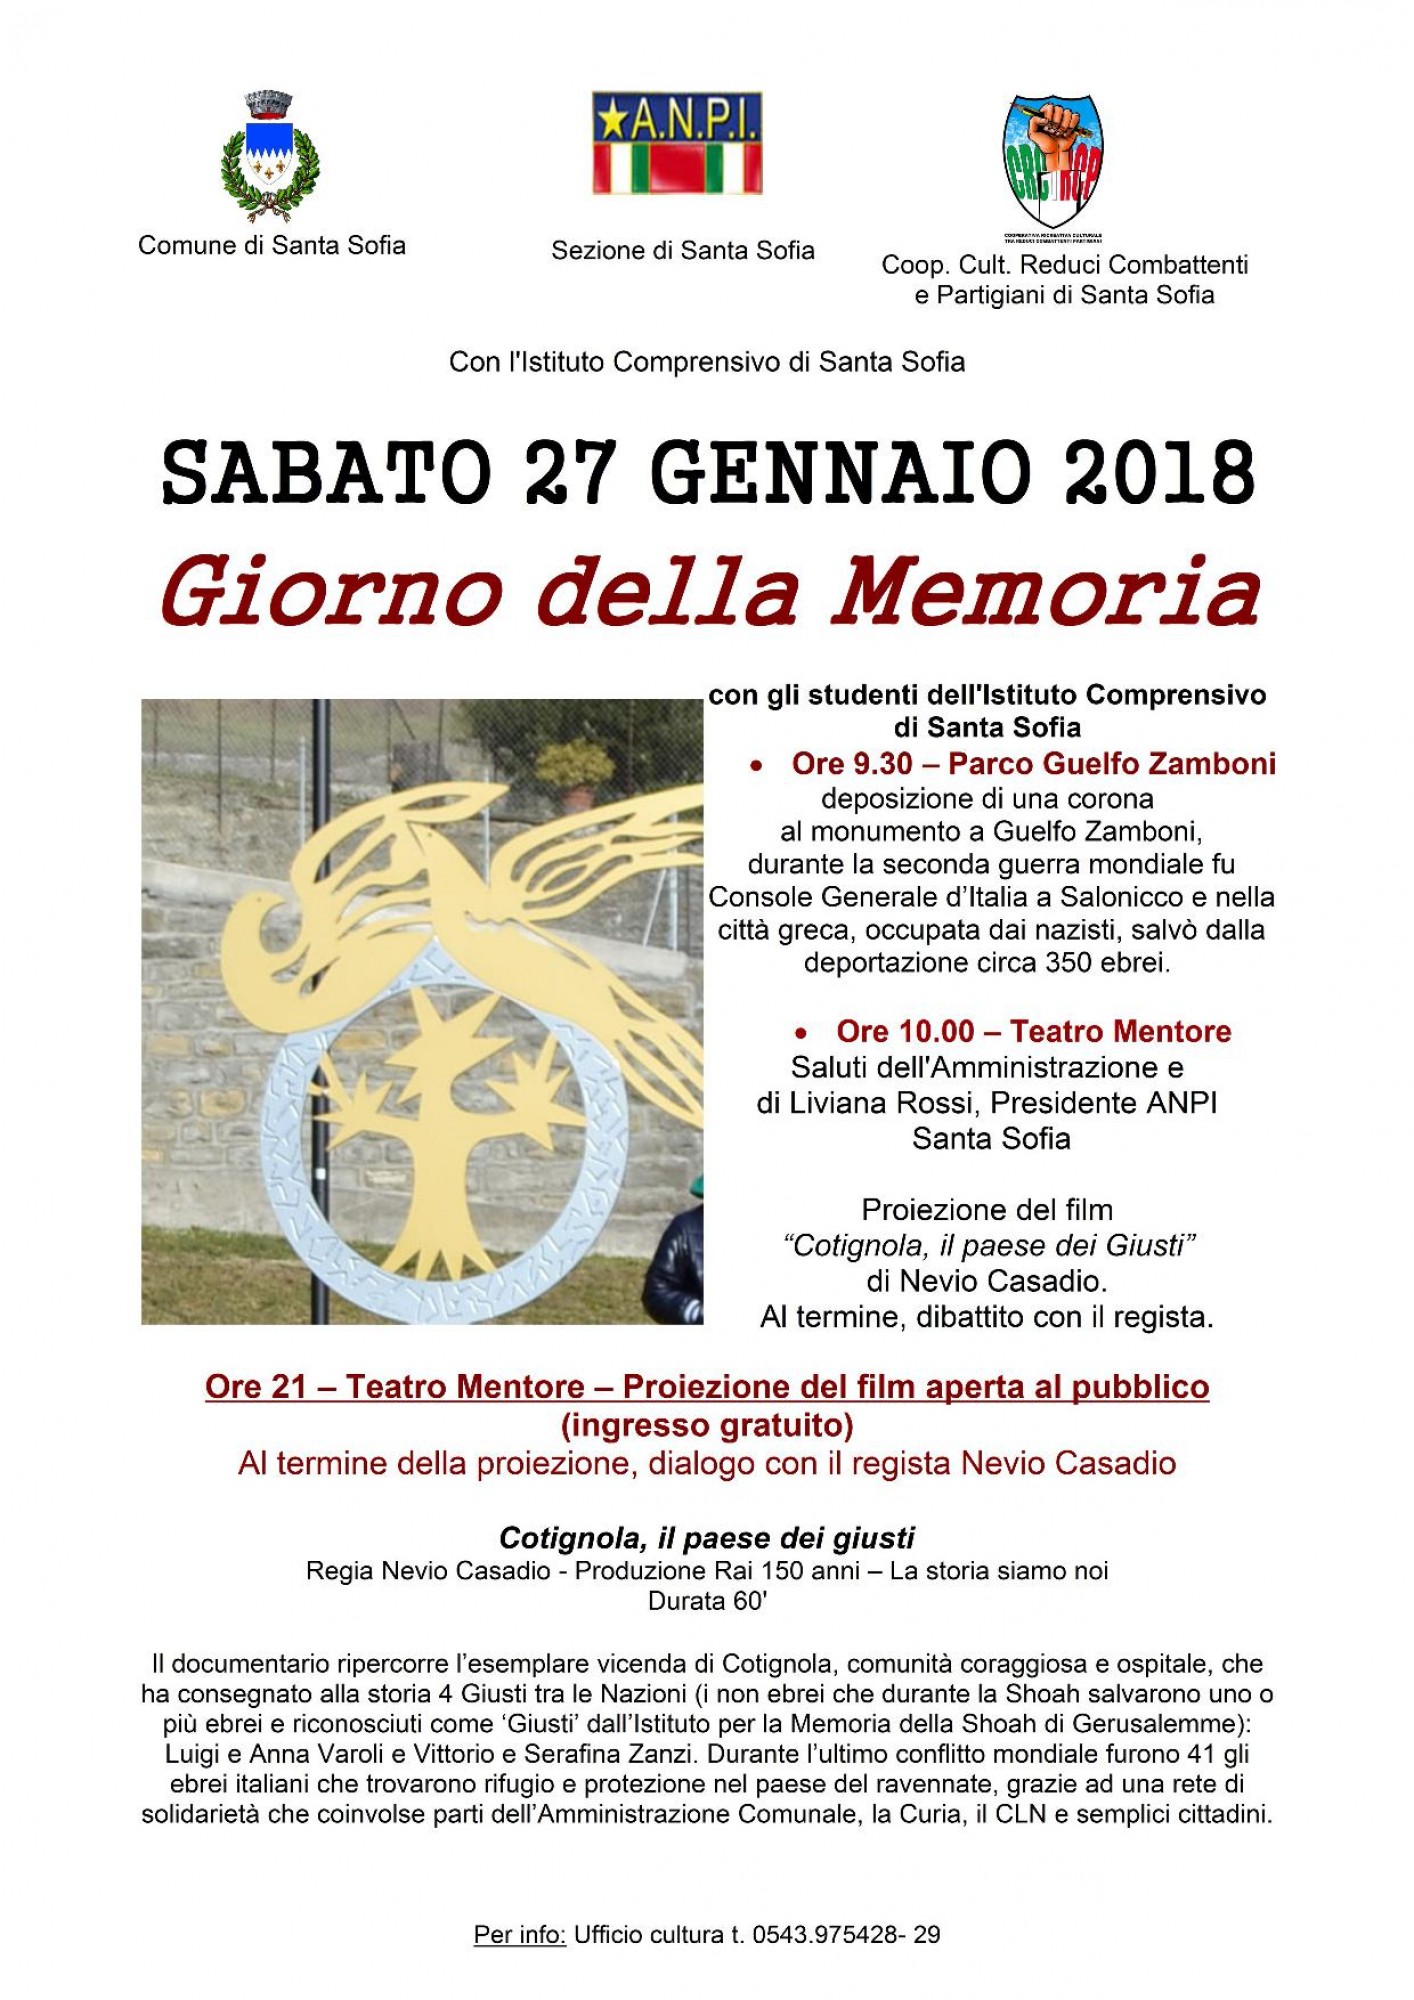 A.N.P.I.
CRC RCP
COOPERATIVA RICREATIVA CULTURALE
TRA REDUCI COMBATTENTI PARTIGIANI
Comune di Santa Sofia
Sezione di Santa Sofia
Coop. Cult. Reduci Combattenti
e Partigiani di Santa Sofia
Con l'Istituto Comprensivo di Santa Sofia
SABATO 27 GENNAIO 2018
Giorno della Memoria
con gli studenti dell'Istituto Comprensivo
di Santa Sofia
• Ore 9.30 – Parco Guelfo Zamboni
deposizione di una corona
al monumento a Guelfo Zamboni,
durante la seconda guerra mondiale fu
Console Generale d’Italia a Salonicco e nella
città greca, occupata dai nazisti, salvò dalla
deportazione circa 350 ebrei.
• Ore 10.00 – Teatro Mentore
Saluti dell'Amministrazione e
di Liviana Rossi, Presidente ANPI
Santa Sofia
Proiezione del film
“Cotignola, il paese dei Giusti”
di Nevio Casadio.
Al termine, dibattito con il regista.
Ore 21 – Teatro Mentore – Proiezione del film aperta al pubblico
(ingresso gratuito)
Al termine della proiezione, dialogo con il regista Nevio Casadio
Cotignola, il paese dei giusti
Regia Nevio Casadio - Produzione Rai 150 anni – La storia siamo noi
Durata 60'
Il documentario ripercorre l’esemplare vicenda di Cotignola, comunità coraggiosa e ospitale, che
ha consegnato alla storia 4 Giusti tra le Nazioni (i non ebrei che durante la Shoah salvarono uno o
più ebrei e riconosciuti come ‘Giusti’ dall’Istituto per la Memoria della Shoah di Gerusalemme):
Luigi e Anna Varoli e Vittorio e Serafina Zanzi. Durante l’ultimo conflitto mondiale furono 41 gli
ebrei italiani che trovarono rifugio e protezione nel paese del ravennate, grazie ad una rete di
solidarietà che coinvolse parti dell’Amministrazione Comunale, la Curia, il CLN e semplici cittadini.
Per info: Ufficio cultura t. 0543.975428- 29